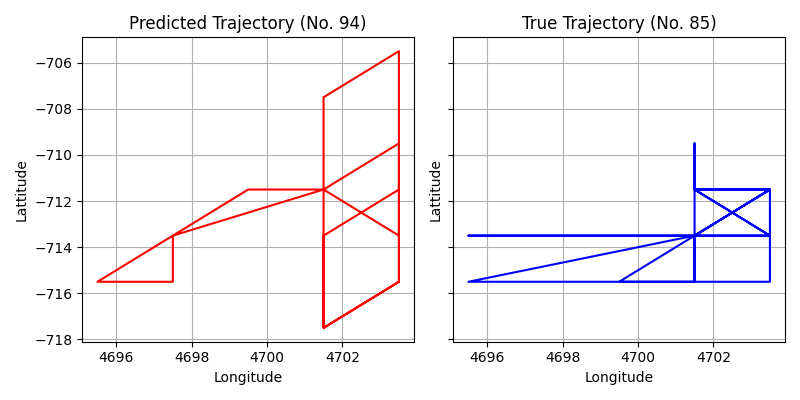 Predicted Trajectory (No. 94)
True Trajectory (No. 85)
Lattitude
−706
−708
−710
−712
−714
−716
−718
4696
4698
4700
4702
Longitude
Lattitude
4696
4698
4700
4702
Longitude